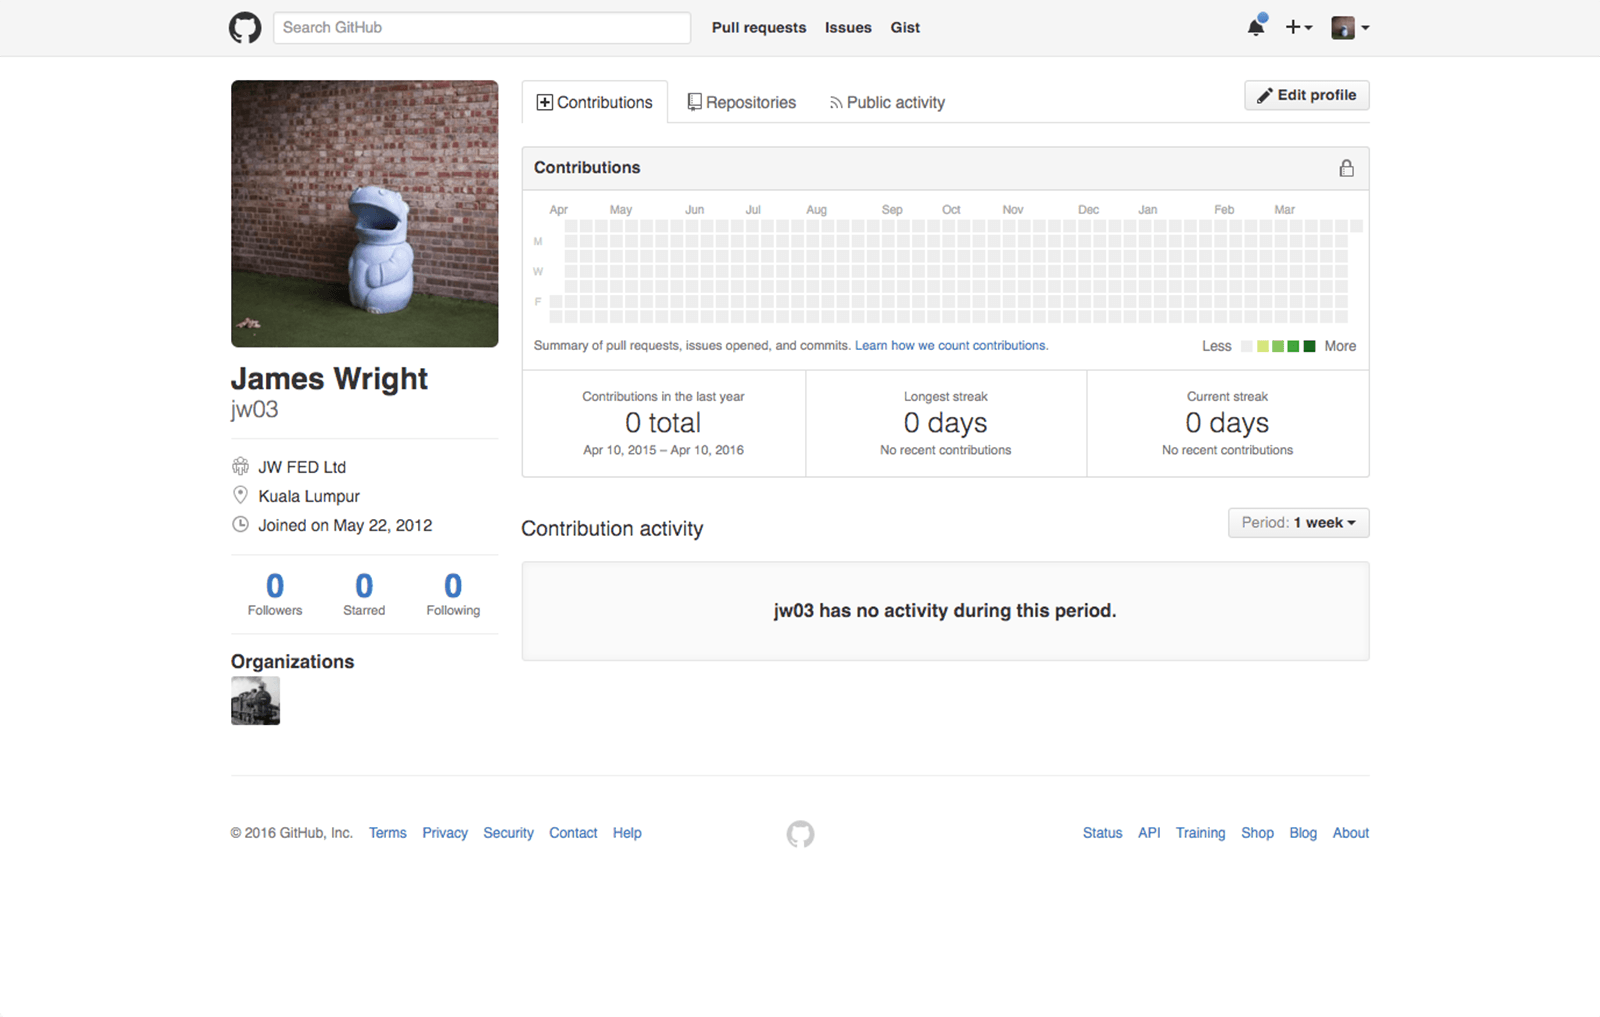 Search GitHub
Pull requests Issues Gist
Contributions Repositories Public activity
Edit profile
James Wright
jw03
JW FED Ltd
Kuala Lumpur
Joined on May 22, 2012
0 0 0
Followers Starred Following
Organizations
Contributions
Apr May Jun Jul Aug Sep Oct Nov Dec Jan Feb Mar
M
W
F
Summary of pull requests, issues opened, and commits. Learn how we count contributions.
Less More
Contributions in the last year
0 total
Apr 10, 2015 – Apr 10, 2016
Longest streak
0 days
No recent contributions
Current streak
0 days
No recent contributions
Contribution activity
Period: 1 week
jw03 has no activity during this period.
© 2016 GitHub, Inc. Terms Privacy Security Contact Help
Status API Training Shop Blog About